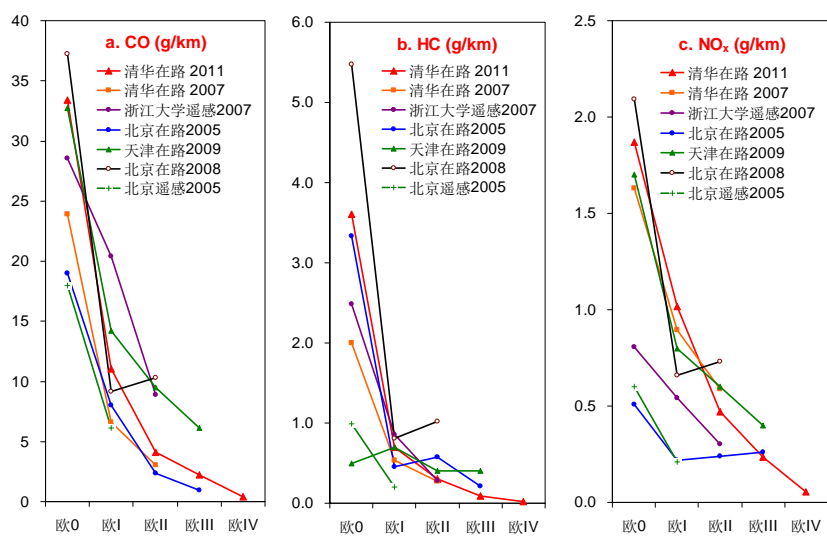 a. CO (g/km)
清华在路 2011
清华在路 2007
浙江大学遥感2007
北京在路2005
天津在路2009
北京在路2008
北京遥感2005
40
35
30
25
20
15
10
5
0
欧0 欧I 欧II 欧III 欧IV
b. HC (g/km)
清华在路 2011
清华在路 2007
浙江大学遥感2007
北京在路2005
天津在路2009
北京在路2008
北京遥感2005
6.0
5.0
4.0
3.0
2.0
1.0
0.0
欧0 欧I 欧II 欧III 欧IV
c. NOₓ (g/km)
清华在路 2011
清华在路 2007
浙江大学遥感2007
北京在路2005
天津在路2009
北京在路2008
北京遥感2005
2.5
2.0
1.5
1.0
0.5
0.0
欧0 欧I 欧II 欧III 欧IV